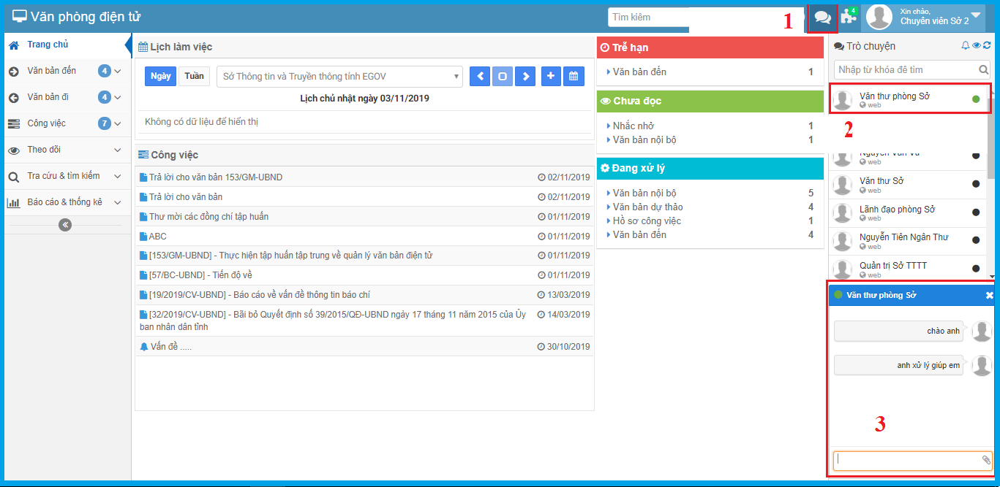 Văn phòng điện tử
Tìm kiếm
1
4
Xin chào,
Chuyên viên Sở 2
Trang chủ
Văn bản đến 4
Văn bản đi 4
Công việc 7
Theo dõi
Tra cứu & tìm kiếm
Báo cáo & thống kê
Lịch làm việc
Ngày Tuần Sở Thông tin và Truyền thông tỉnh EGOV
Lịch chủ nhật ngày 03/11/2019
Không có dữ liệu để hiển thị
Công việc
Trả lời cho văn bản 153/GM-UBND 02/11/2019
Trả lời cho văn bản 02/11/2019
Thư mời các đồng chí tập huấn 01/11/2019
ABC 01/11/2019
[153/GM-UBND] - Thực hiện tập huấn tập trung về quản lý văn bản điện tử 01/11/2019
[57/BC-UBND] - Tiến độ về 01/11/2019
[19/2019/CV-UBND] - Báo cáo về vấn đề thông tin báo chí 13/03/2019
[32/2019/CV-UBND] - Bãi bỏ Quyết định số 39/2015/QĐ-UBND ngày 17 tháng 11 năm 2015 của Ủy 14/03/2019
ban nhân dân tỉnh
Vấn đề ..... 30/10/2019
Trễ hạn
Văn bản đến 1
Chưa đọc
Nhắc nhở 1
Văn bản nội bộ 1
Đang xử lý
Văn bản nội bộ 5
Văn bản dự thảo 4
Hồ sơ công việc 1
Văn bản đến 4
Trò chuyện
Nhập từ khóa để tìm
Văn thư phòng Sở
web
2
Nguyễn Văn Vũ
web
Văn thư Sở
web
Lãnh đạo phòng Sở
web
Nguyễn Tiên Ngân Thư
web
Quản trị Sở TTTT
web
Văn thư phòng Sở
chào anh
anh xử lý giúp em
3